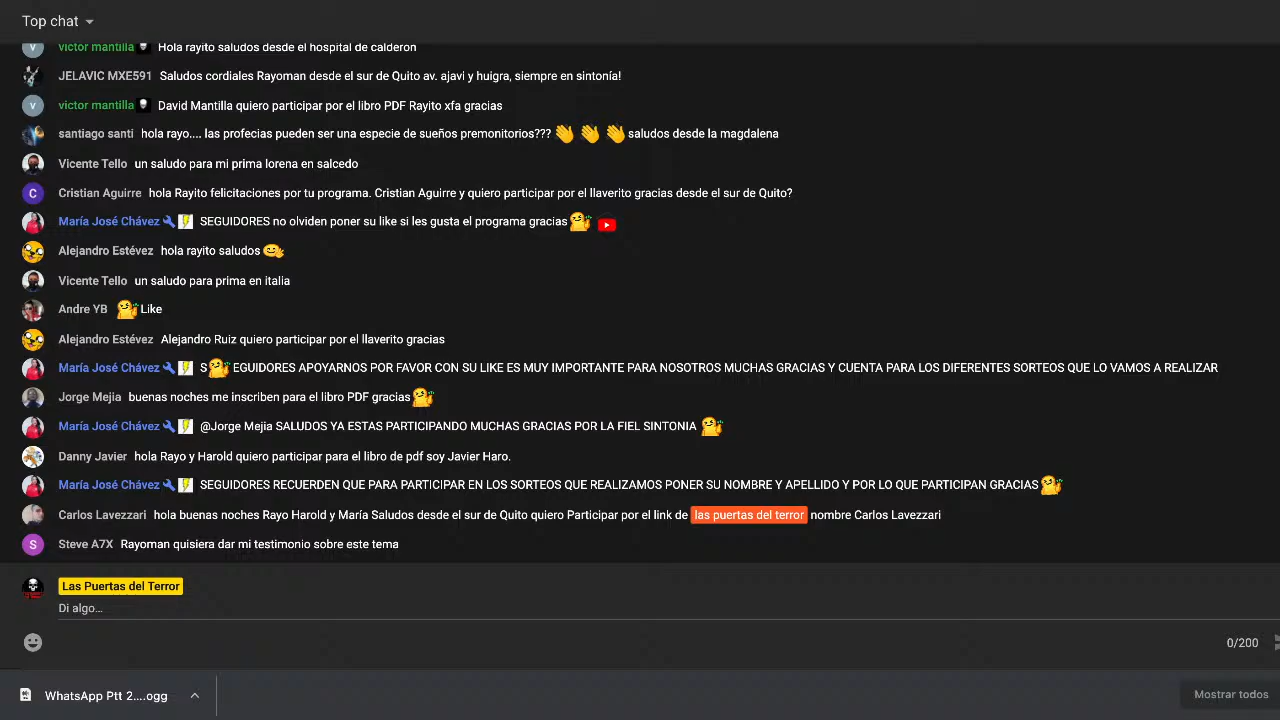 Top chat
victor mantilla Hola rayito saludos desde el hospital de calderon
JELAVIC MXE591 Saludos cordiales Rayoman desde el sur de Quito av. ajavi y huigra, siempre en sintonía!
victor mantilla David Mantilla quiero participar por el libro PDF Rayito xfa gracias
santiago santi hola rayo.... las profecias pueden ser una especie de sueños premonitorios??? 👋 👋 👋 saludos desde la magdalena
Vicente Tello un saludo para mi prima lorena en salcedo
C Cristian Aguirre hola Rayito felicitaciones por tu programa. Cristian Aguirre y quiero participar por el llaverito gracias desde el sur de Quito?
María José Chávez SEGUIDORES no olviden poner su like si les gusta el programa gracias
Alejandro Estévez hola rayito saludos
Vicente Tello un saludo para prima en italia
Andre YB Like
Alejandro Estévez Alejandro Ruiz quiero participar por el llaverito gracias
María José Chávez S EGUIDORES APOYARNOS POR FAVOR CON SU LIKE ES MUY IMPORTANTE PARA NOSOTROS MUCHAS GRACIAS Y CUENTA PARA LOS DIFERENTES SORTEOS QUE LO VAMOS A REALIZAR
Jorge Mejia buenas noches me inscriben para el libro PDF gracias
María José Chávez @Jorge Mejia SALUDOS YA ESTAS PARTICIPANDO MUCHAS GRACIAS POR LA FIEL SINTONIA
Danny Javier hola Rayo y Harold quiero participar para el libro de pdf soy Javier Haro.
María José Chávez SEGUIDORES RECUERDEN QUE PARA PARTICIPAR EN LOS SORTEOS QUE REALIZAMOS PONER SU NOMBRE Y APELLIDO Y POR LO QUE PARTICIPAN GRACIAS
Carlos Lavezzari hola buenas noches Rayo Harold y María Saludos desde el sur de Quito quiero Participar por el link de las puertas del terror nombre Carlos Lavezzari
S Steve A7X Rayoman quisiera dar mi testimonio sobre este tema
Las Puertas del Terror
Di algo...
0/200
WhatsApp Ptt 2....ogg
Mostrar todos